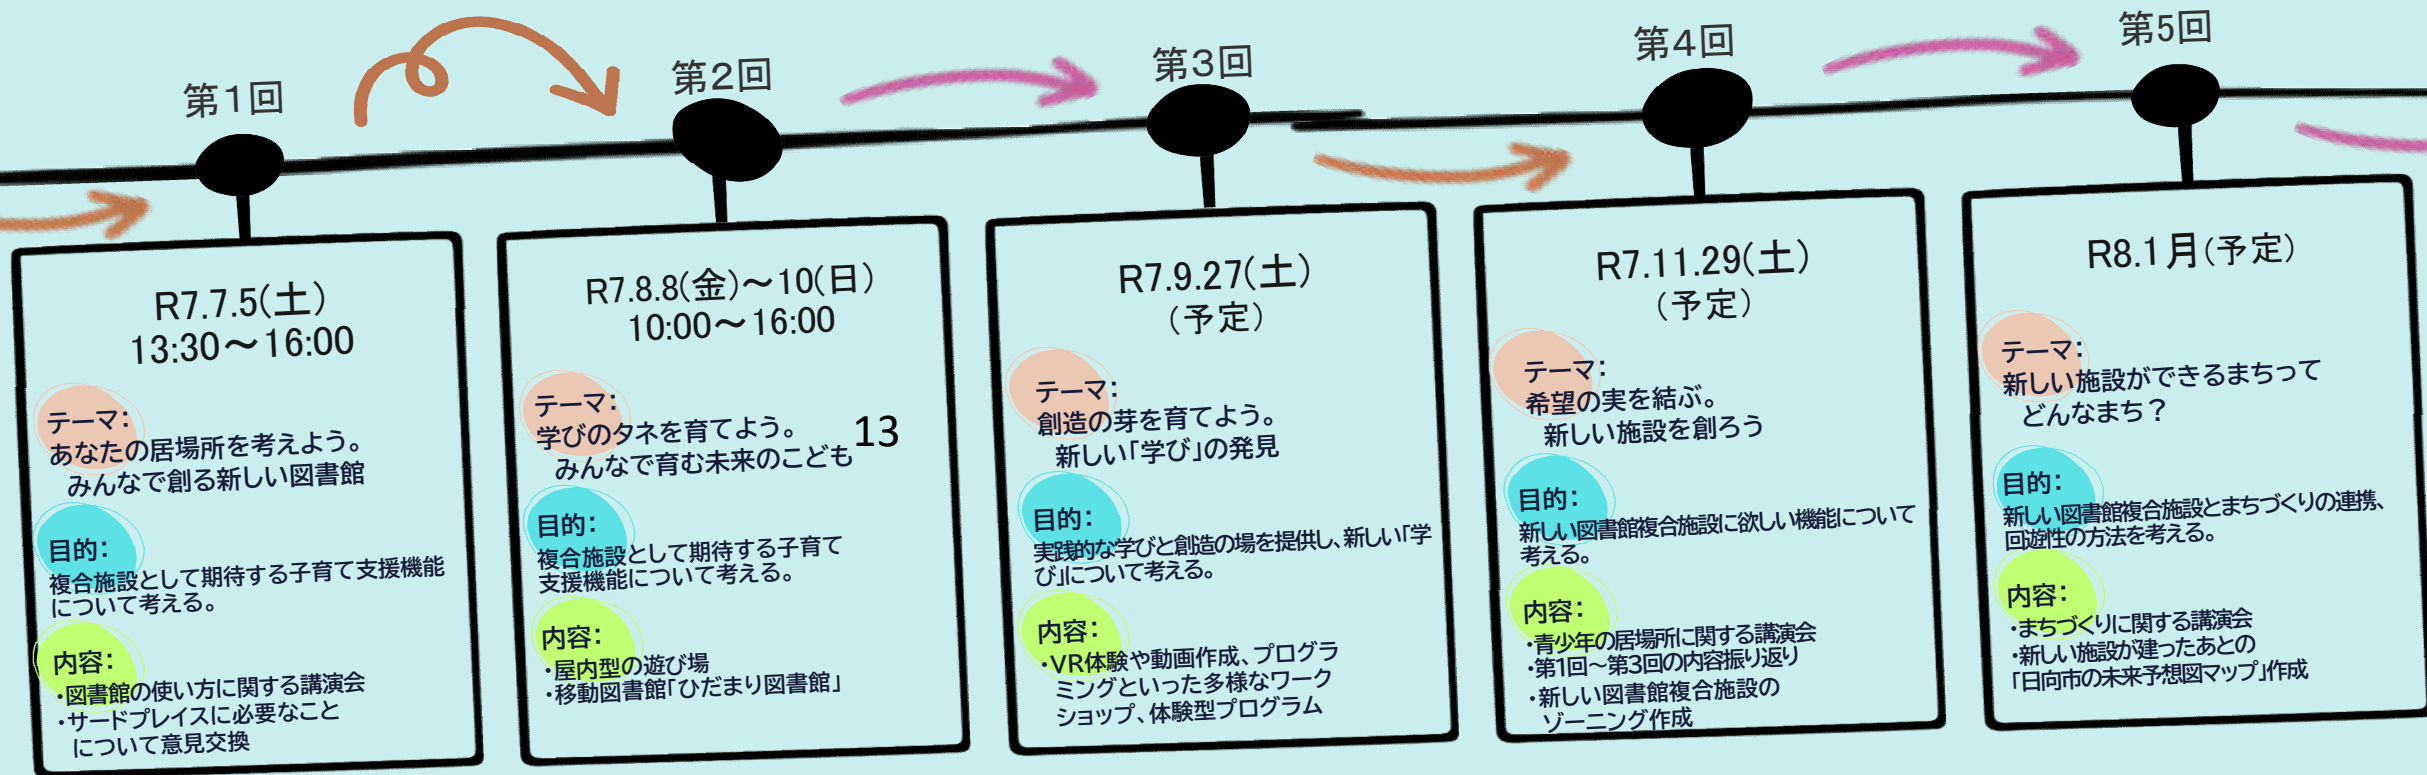 第1回
R7.7.5(土)
13:30～16:00
テーマ：
あなたの居場所を考えよう。
みんなで創る新しい図書館
目的：
複合施設として期待する子育て支援機能
について考える。
内容：
・図書館の使い方に関する講演会
・サードプレイスに必要なこと
について意見交換
第2回
R7.8.8(金)～10(日)
10:00～16:00
テーマ：
学びのタネを育てよう。
みんなで育む未来のこども
13
目的：
複合施設として期待する子育て
支援機能について考える。
内容：
・屋内型の遊び場
・移動図書館「ひだまり図書館」
第3回
R7.9.27(土)
(予定)
テーマ：
創造の芽を育てよう。
新しい「学び」の発見
目的：
実践的な学びと創造の場を提供し、新しい「学
び」について考える。
内容：
・VR体験や動画作成、プログラ
ミングといった多様なワーク
ショップ、体験型プログラム
第4回
R7.11.29(土)
(予定)
テーマ：
希望の実を結ぶ。
新しい施設を創ろう
目的：
新しい図書館複合施設に欲しい機能について
考える。
内容：
・青少年の居場所に関する講演会
・第1回～第3回の内容振り返り
・新しい図書館複合施設の
ゾーニング作成
第5回
R8.1月(予定)
テーマ：
新しい施設ができるまちって
どんなまち？
目的：
新しい図書館複合施設とまちづくりの連携、
回遊性の方法を考える。
内容：
・まちづくりに関する講演会
・新しい施設が建ったあとの
「日向市の未来予想図マップ」作成